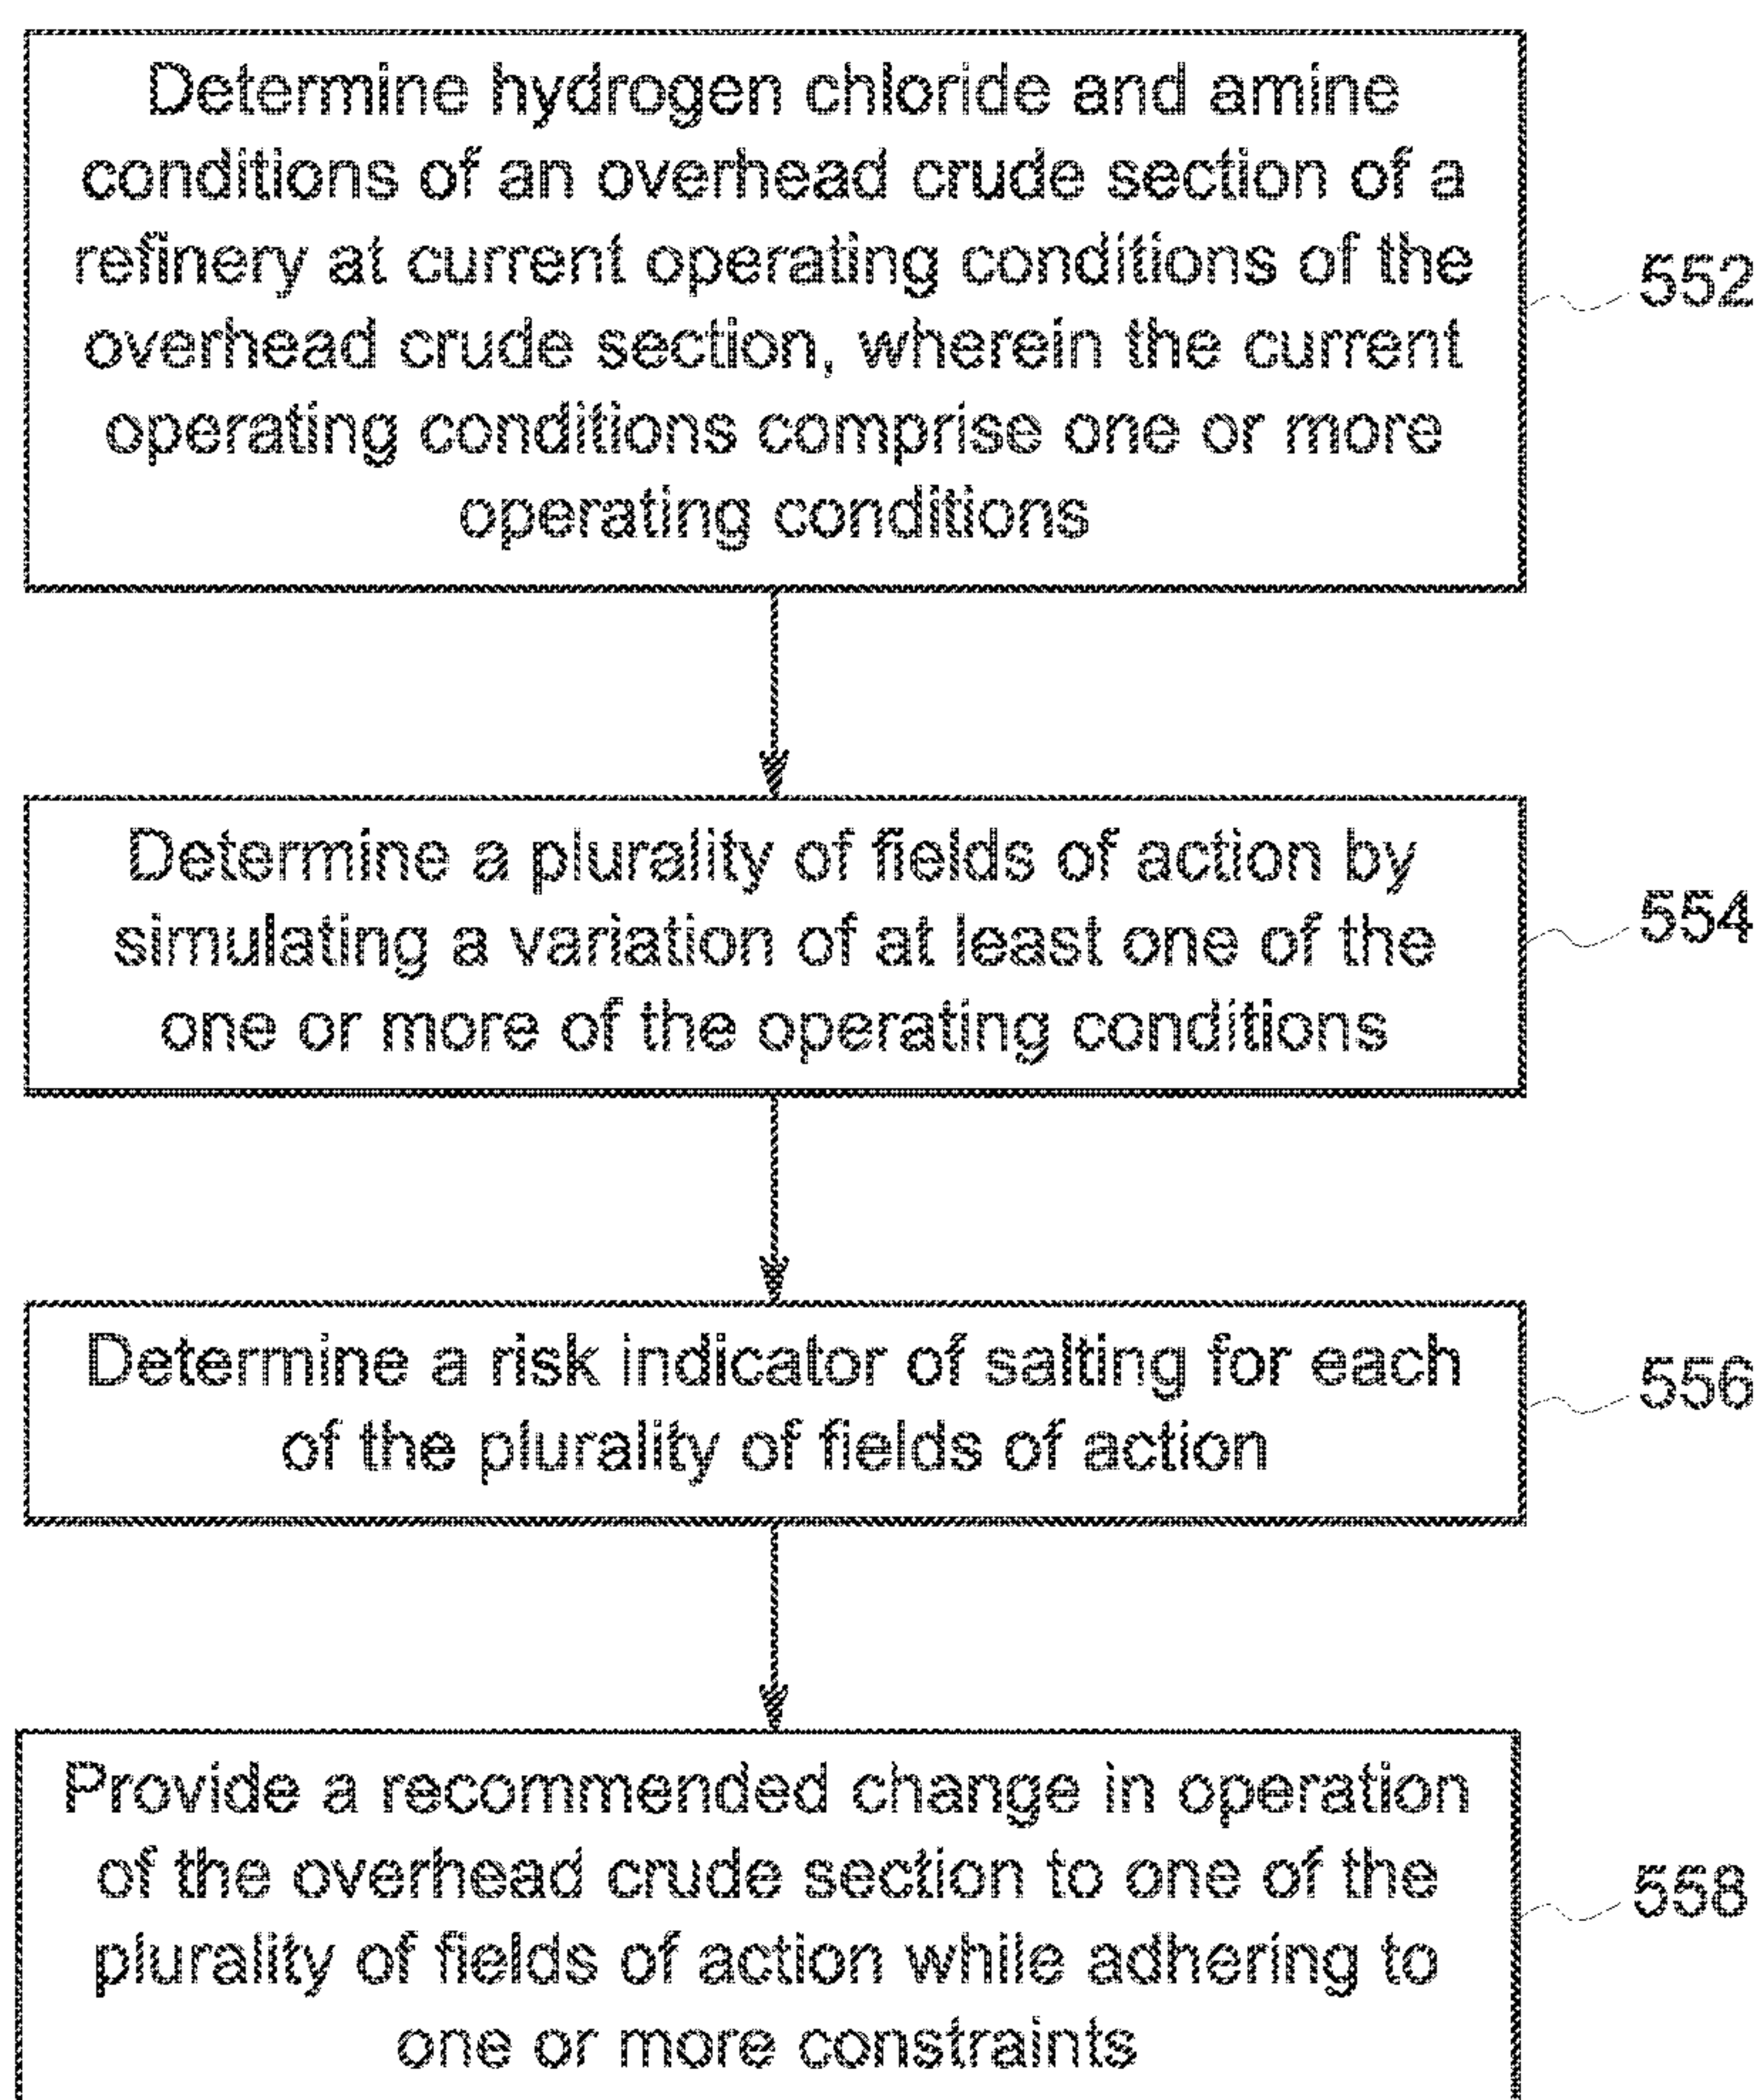 Determine hydrogen chloride and amine
conditions of an overhead crude section of a
refinery at current operating conditions of the
overhead crude section, wherein the current
operating conditions comprise one or more
operating conditions
552
Determine a plurality of fields of action by
simulating a variation of at least one of the
one or more of the operating conditions
554
Determine a risk indicator of salting for each
of the plurality of fields of action
556
Provide a recommended change in operation
of the overhead crude section to one of the
plurality of fields of action while adhering to
one or more constraints
558